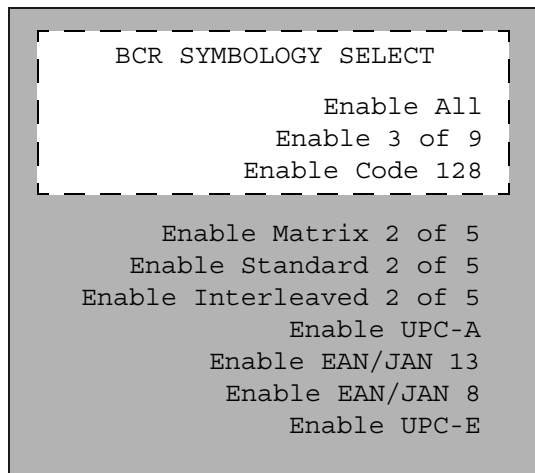 BCR SYMBOLOGY SELECT
Enable All
Enable 3 of 9
Enable Code 128
Enable Matrix 2 of 5
Enable Standard 2 of 5
Enable Interleaved 2 of 5
Enable UPC-A
Enable EAN/JAN 13
Enable EAN/JAN 8
Enable UPC-E